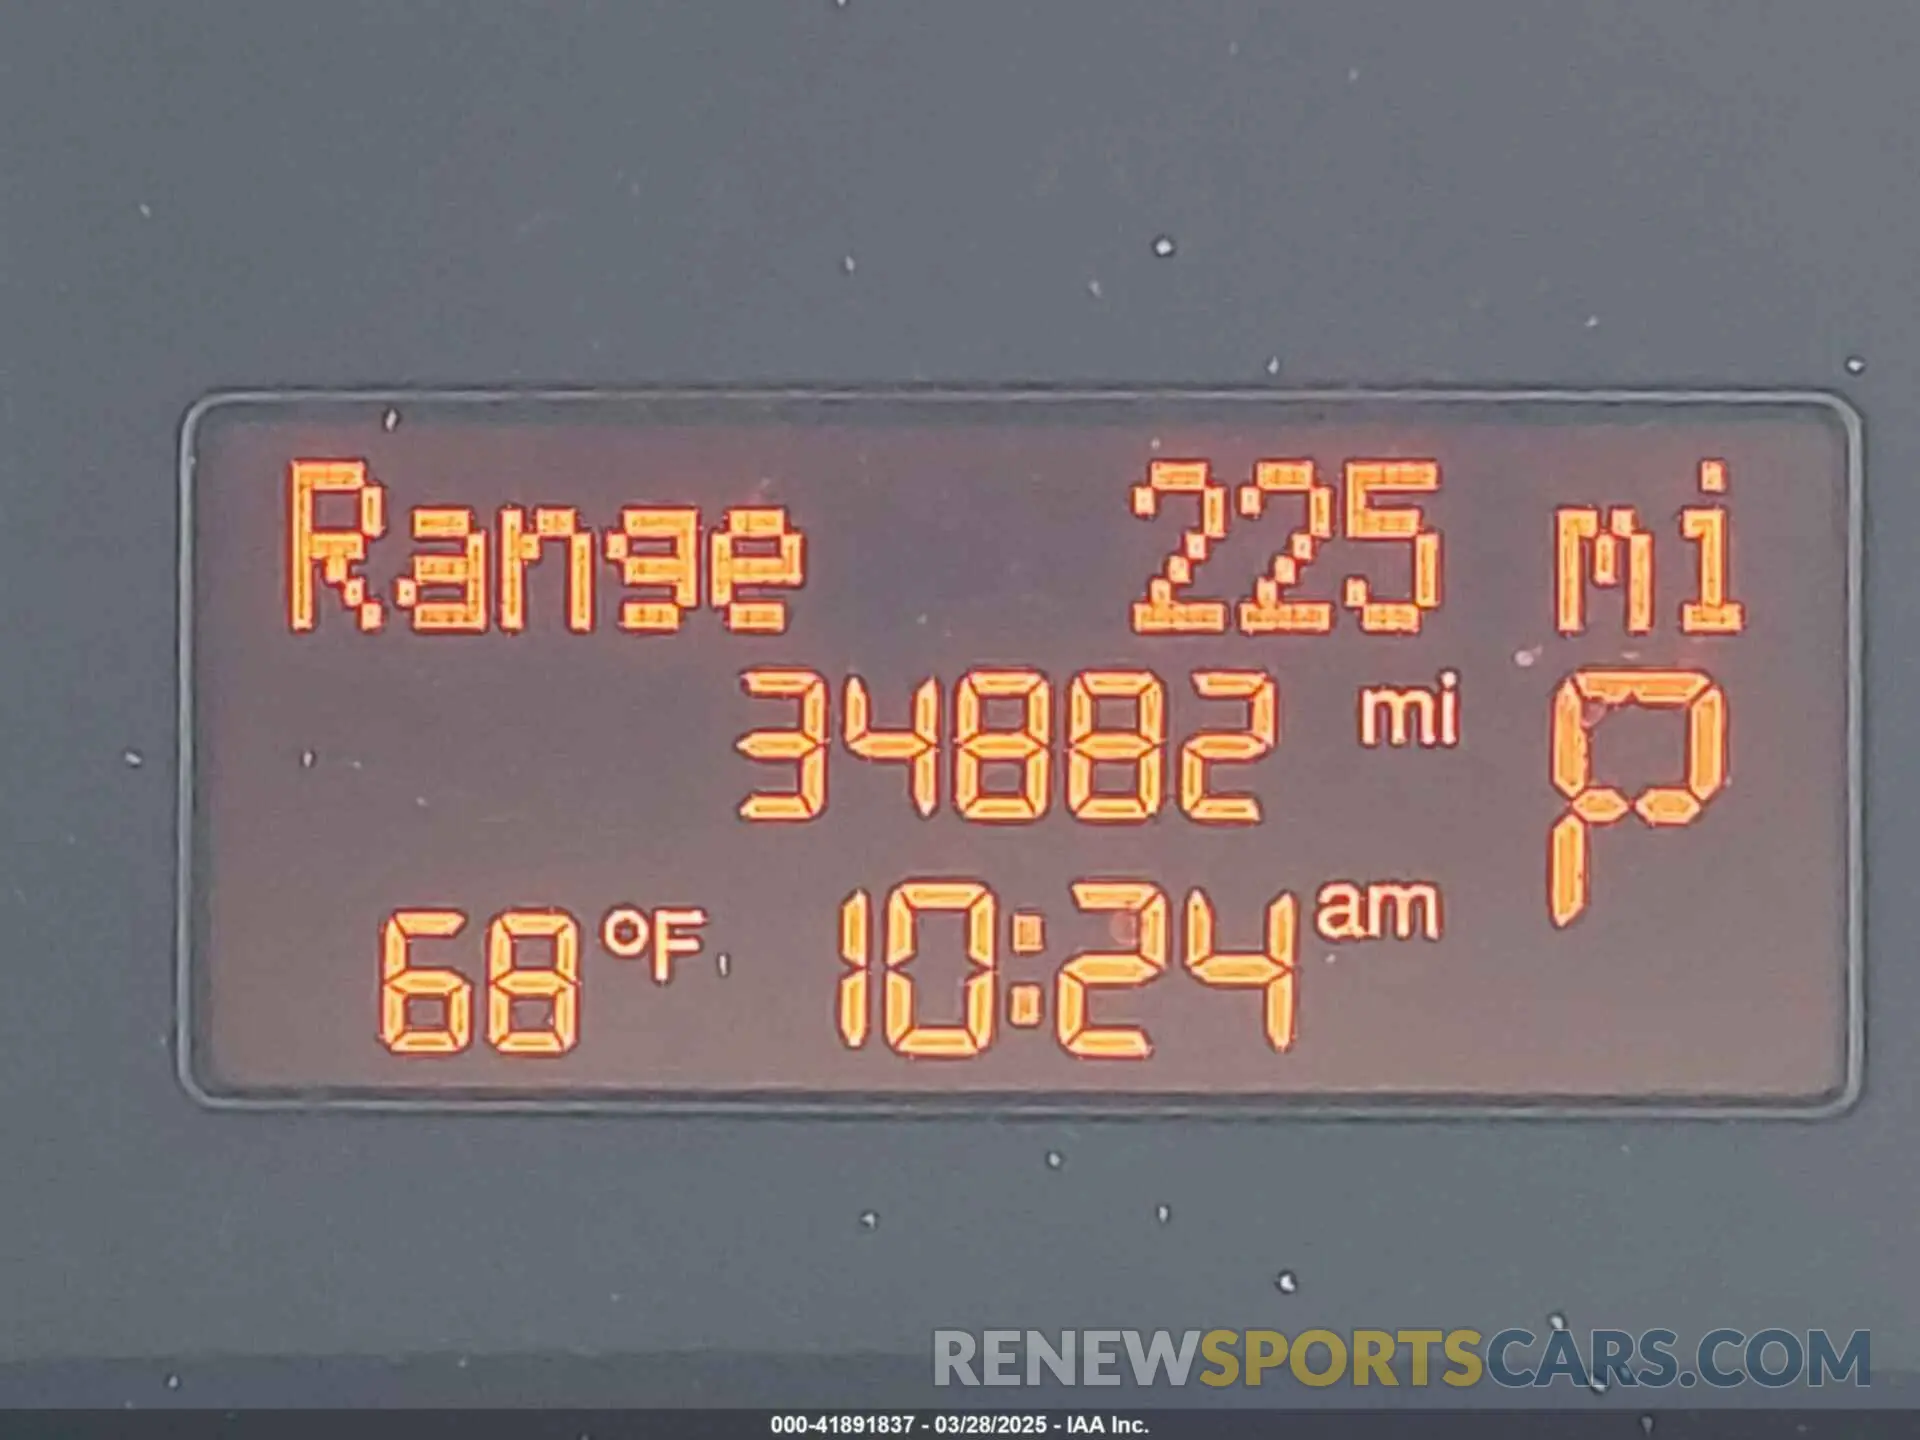 Range 225 mi
34882 mi P
68 °F 10:24 am
RENEWSPORTSCARS.COM
000-41891837 - 03/28/2025 - IAA Inc.